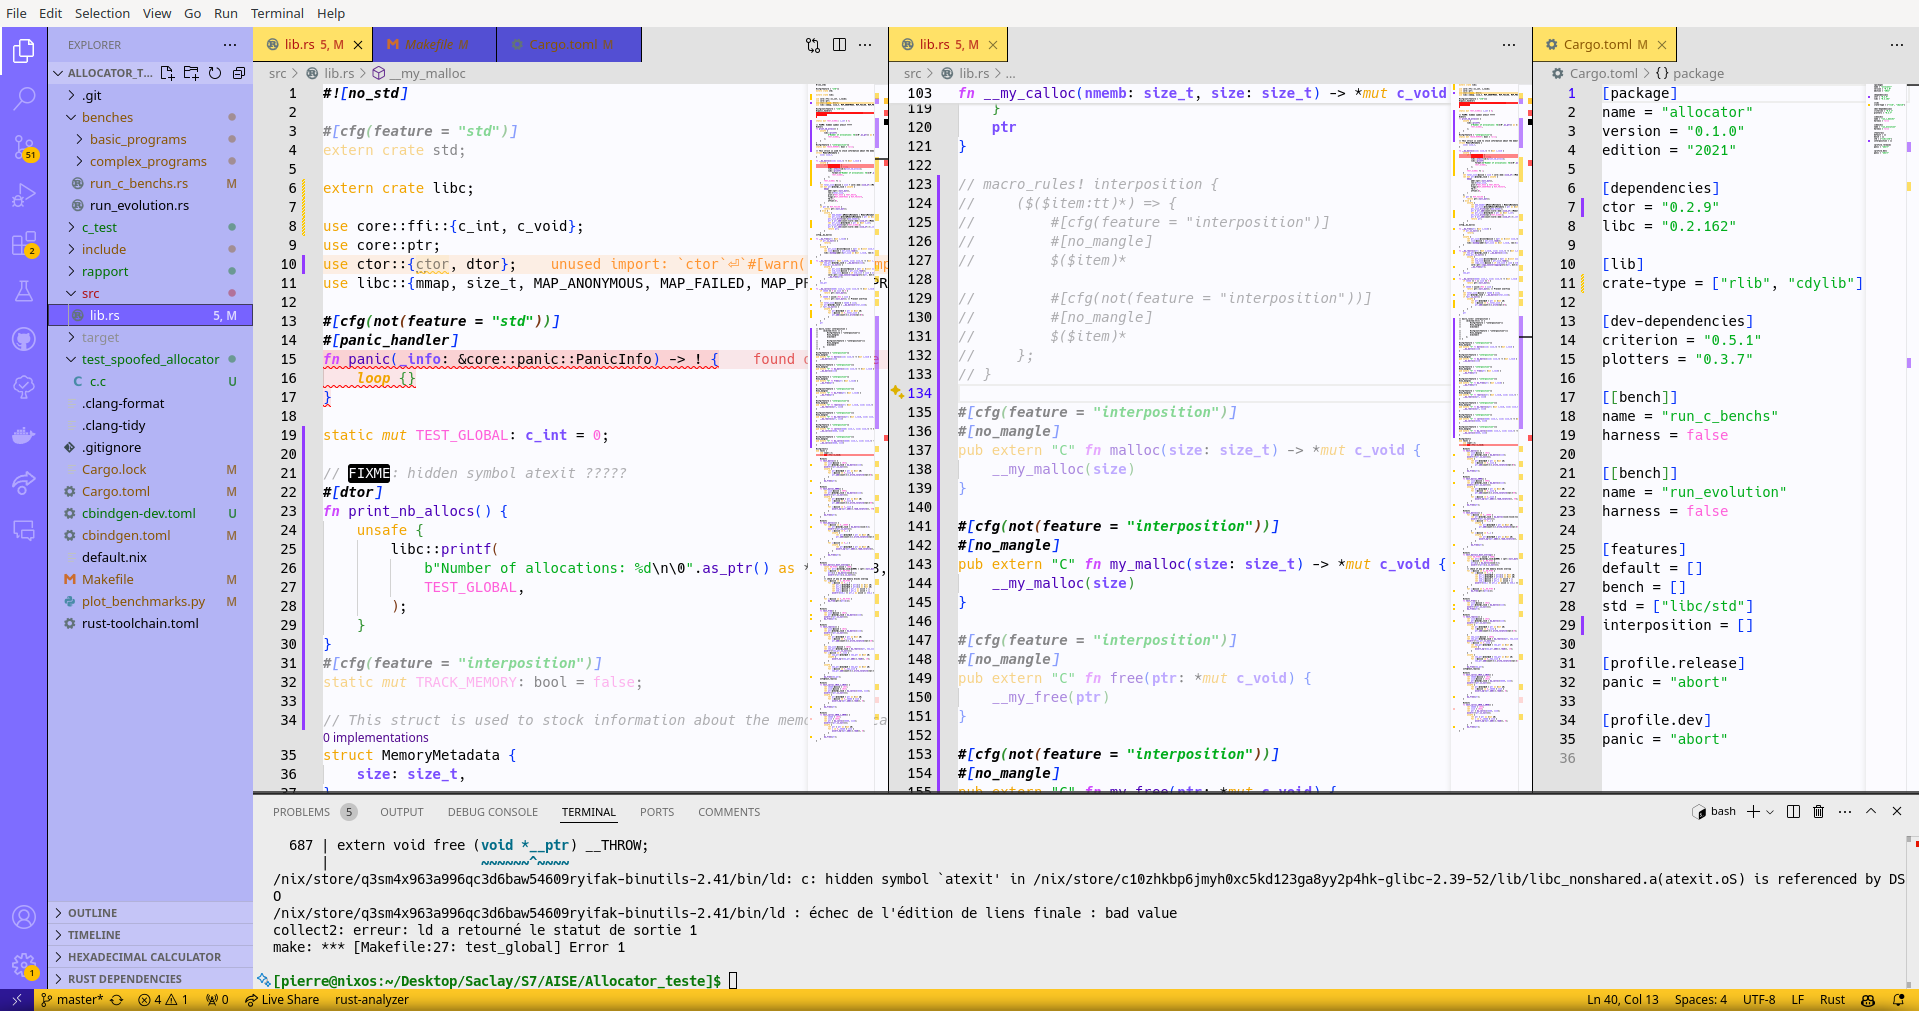 File Edit Selection View Go Run Terminal Help
EXPLORER
ALLOCATOR_T...
.git
benches
basic_programs
complex_programs
run_c_benchs.rs M
run_evolution.rs
c_test
include
rapport
src
lib.rs 5, M
target
test_spoofed_allocator
c.c U
.clang-format
.clang-tidy
.gitignore
Cargo.lock M
Cargo.toml M
cbindgen-dev.toml U
cbindgen.toml M
default.nix
Makefile M
plot_benchmarks.py M
rust-toolchain.toml
OUTLINE
TIMELINE
HEXADECIMAL CALCULATOR
RUST DEPENDENCIES
51
2
1
lib.rs 5, M
Makefile M
Cargo.toml M
src > lib.rs > __my_malloc
1 #![no_std]
2
3 #[cfg(feature = "std")]
4 extern crate std;
5
6 extern crate libc;
7
8 use core::ffi::{c_int, c_void};
9 use core::ptr;
10 use ctor::{ctor, dtor}; unused import: `ctor`⏎`#[warn(
11 use libc::{mmap, size_t, MAP_ANONYMOUS, MAP_FAILED, MAP_PR
12
13 #[cfg(not(feature = "std"))]
14 #[panic_handler]
15 fn panic(_info: &core::panic::PanicInfo) -> ! { found
16 loop {}
17 }
18
19 static mut TEST_GLOBAL: c_int = 0;
20
21 // FIXME: hidden symbol atexit ?????
22 #[dtor]
23 fn print_nb_allocs() {
24 unsafe {
25 libc::printf(
26 b"Number of allocations: %d\n\0".as_ptr() as *
27 TEST_GLOBAL,
28 );
29 }
30 }
31 #[cfg(feature = "interposition")]
32 static mut TRACK_MEMORY: bool = false;
33
34 // This struct is used to stock information about the mem
0 implementations
35 struct MemoryMetadata {
36 size: size_t,
37 }
lib.rs 5, M
src > lib.rs > ...
103 fn __my_calloc(nmemb: size_t, size: size_t) -> *mut c_void
119 }
120 ptr
121 }
122
123 // macro_rules! interposition {
124 // ($($item:tt)*) => {
125 // #[cfg(feature = "interposition")]
126 // #[no_mangle]
127 // $($item)*
128
129 // #[cfg(not(feature = "interposition"))]
130 // #[no_mangle]
131 // $($item)*
132 // };
133 // }
134
135 #[cfg(feature = "interposition")]
136 #[no_mangle]
137 pub extern "C" fn malloc(size: size_t) -> *mut c_void {
138 __my_malloc(size)
139 }
140
141 #[cfg(not(feature = "interposition"))]
142 #[no_mangle]
143 pub extern "C" fn my_malloc(size: size_t) -> *mut c_void {
144 __my_malloc(size)
145 }
146
147 #[cfg(feature = "interposition")]
148 #[no_mangle]
149 pub extern "C" fn free(ptr: *mut c_void) {
150 __my_free(ptr)
151 }
152
153 #[cfg(not(feature = "interposition"))]
154 #[no_mangle]
155 pub extern "C" fn my_free(ptr: *mut c_void) {
Cargo.toml M
Cargo.toml > {} package
1 [package]
2 name = "allocator"
3 version = "0.1.0"
4 edition = "2021"
5
6 [dependencies]
7 ctor = "0.2.9"
8 libc = "0.2.162"
9
10 [lib]
11 crate-type = ["rlib", "cdylib"]
12
13 [dev-dependencies]
14 criterion = "0.5.1"
15 plotters = "0.3.7"
16
17 [[bench]]
18 name = "run_c_benchs"
19 harness = false
20
21 [[bench]]
22 name = "run_evolution"
23 harness = false
24
25 [features]
26 default = []
27 bench = []
28 std = ["libc/std"]
29 interposition = []
30
31 [profile.release]
32 panic = "abort"
33
34 [profile.dev]
35 panic = "abort"
36
PROBLEMS 5 OUTPUT DEBUG CONSOLE TERMINAL PORTS COMMENTS
bash
687 | extern void free (void *__ptr) __THROW;
| ~~~~~~^~~~~
/nix/store/q3sm4x963a996qc3d6baw54609ryifak-binutils-2.41/bin/ld: c: hidden symbol `atexit' in /nix/store/c10zhkbp6jmyh0xc5kd123ga8yy2p4hk-glibc-2.39-52/lib/libc_nonshared.a(atexit.oS) is referenced by DS
O
/nix/store/q3sm4x963a996qc3d6baw54609ryifak-binutils-2.41/bin/ld : échec de l'édition de liens finale : bad value
collect2: erreur: ld a retourné le statut de sortie 1
make: *** [Makefile:27: test_global] Error 1
[pierre@nixos:~/Desktop/Saclay/S7/AISE/Allocator_teste]$
master* 4 1 0 Live Share rust-analyzer
Ln 40, Col 13 Spaces: 4 UTF-8 LF Rust